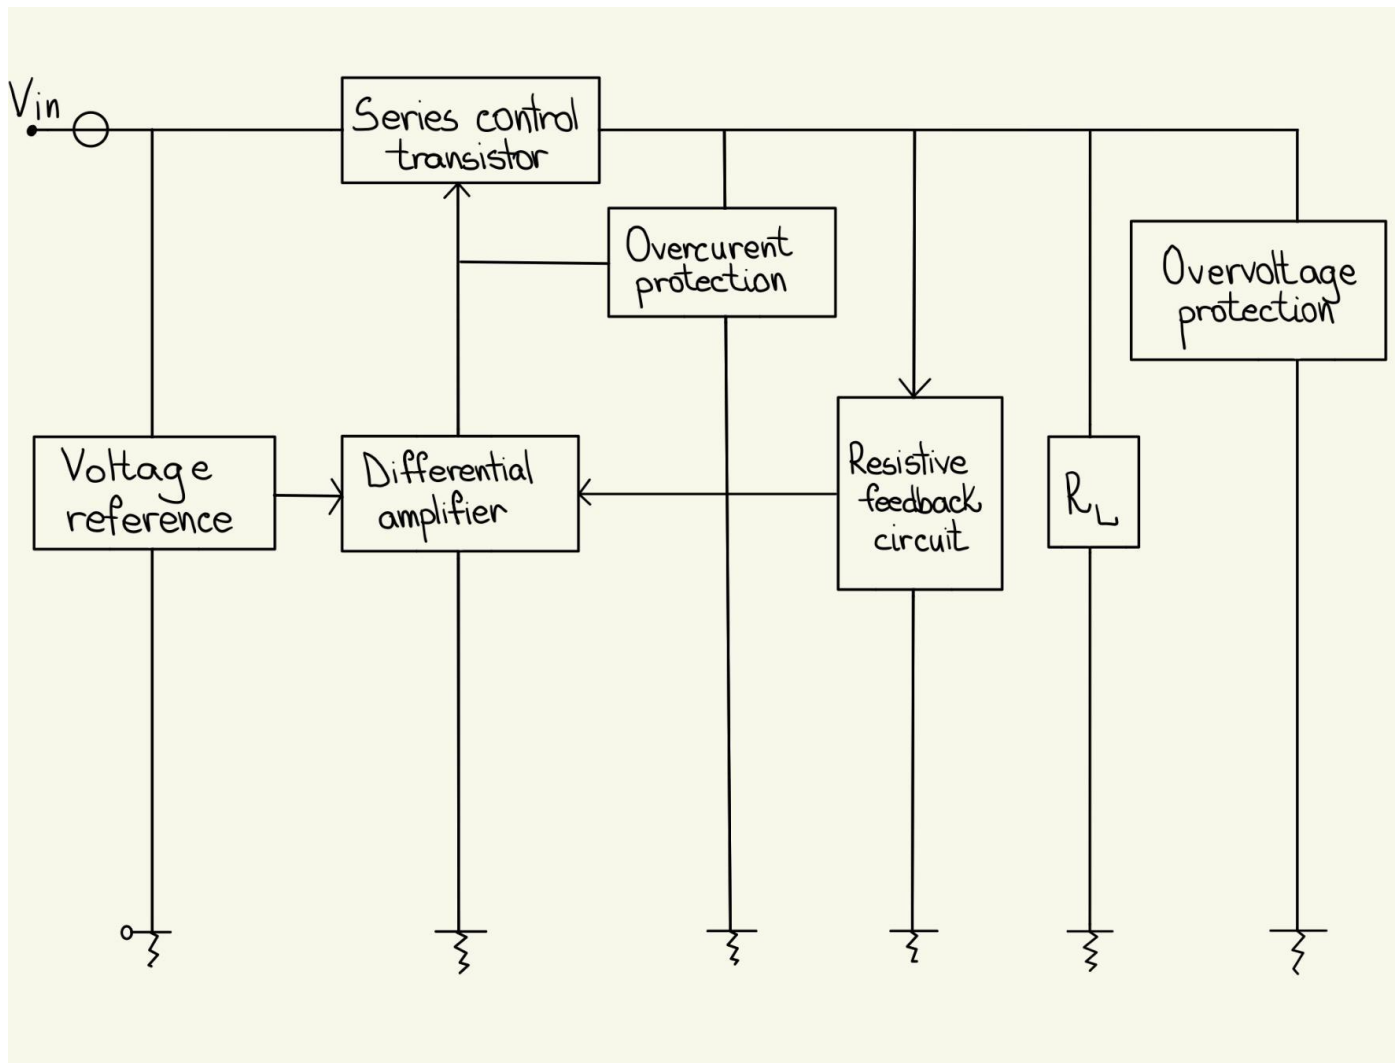 Vin
Series control
transistor
Overcurent
protection
Overvoltage
protection
Voltage
reference
Differential
amplifier
Resistive
feedback
circuit
RL